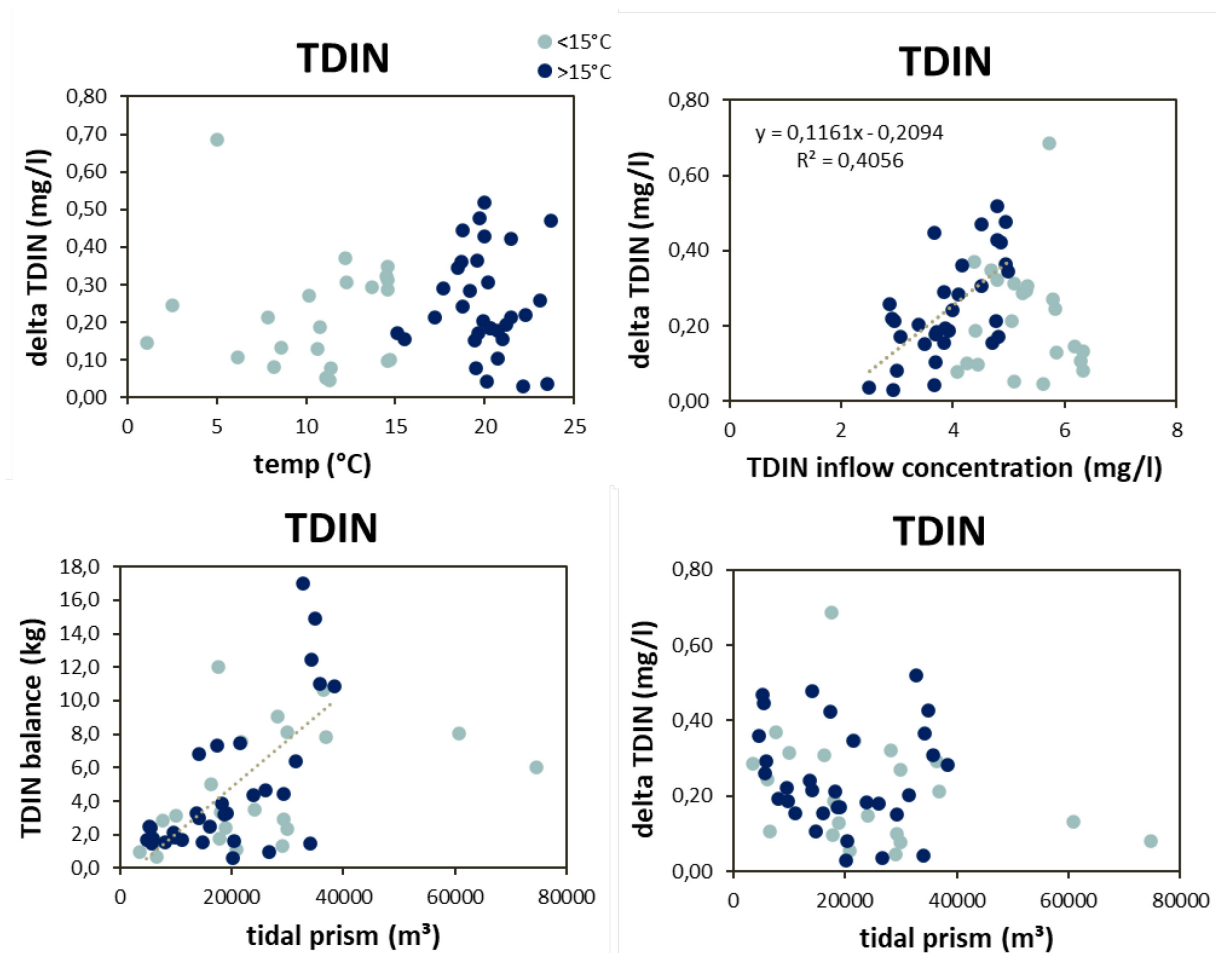 TDIN
<15°C
>15°C
delta TDIN (mg/l)
0,80
0,70
0,60
0,50
0,40
0,30
0,20
0,10
0,00
0 5 10 15 20 25
temp (°C)
TDIN
y = 0,1161x - 0,2094
R² = 0,4056
delta TDIN (mg/l)
0,80
0,60
0,40
0,20
0,00
0 2 4 6 8
TDIN inflow concentration (mg/l)
TDIN
TDIN balance (kg)
18,0
16,0
14,0
12,0
10,0
8,0
6,0
4,0
2,0
0,0
0 20000 40000 60000 80000
tidal prism (m³)
TDIN
delta TDIN (mg/l)
0,80
0,60
0,40
0,20
0,00
0 20000 40000 60000 80000
tidal prism (m³)